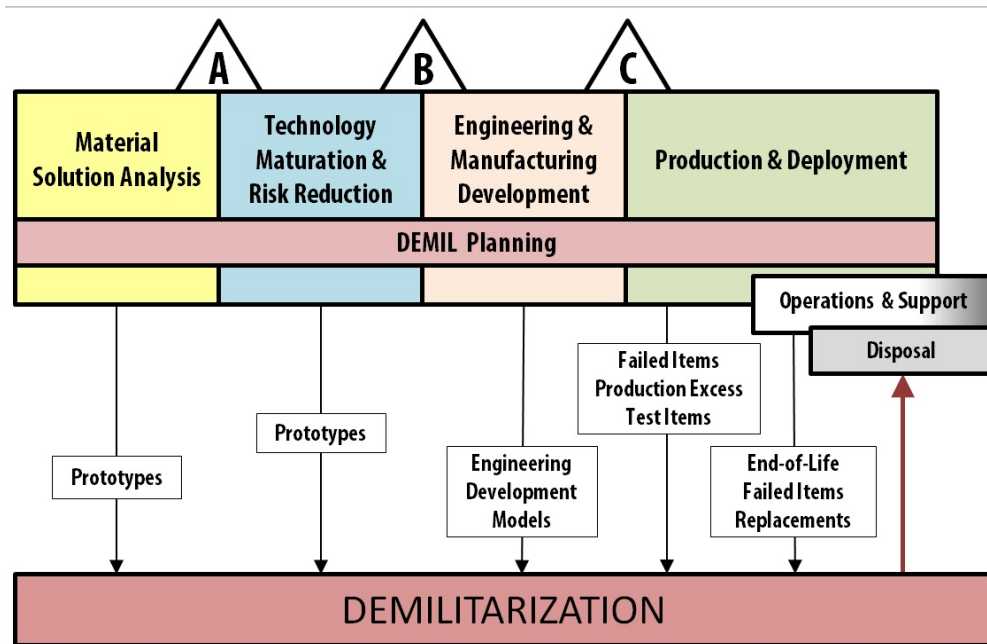 A
B
C
Material
Solution Analysis
Technology
Maturation &
Risk Reduction
Engineering &
Manufacturing
Development
Production & Deployment
DEMIL Planning
Operations & Support
Disposal
Failed Items
Production Excess
Test Items
Prototypes
Prototypes
Engineering
Development
Models
End-of-Life
Failed Items
Replacements
DEMILITARIZATION